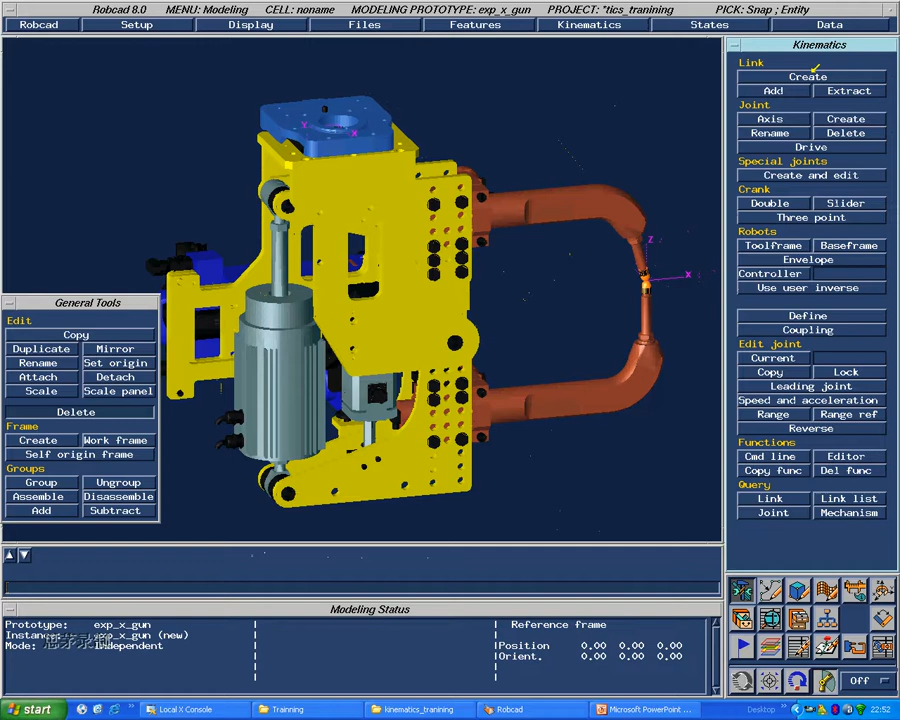 Robcad 8.0 MENU: Modeling CELL: noname MODELING PROTOTYPE: exp_x_gun PROJECT: *tics_tranining PICK: Snap ; Entity
Robcad Setup Display Files Features Kinematics States Data
Kinematics
Link
Create
Add Extract
Joint
Axis Create
Rename Delete
Drive
Special joints
Create and edit
Crank
Double Slider
Three point
Robots
Toolframe Baseframe
Envelope
Controller
Use user inverse
Define
Coupling
Edit joint
Current
Copy Lock
Leading joint
Speed and acceleration
Range Range ref
Reverse
Functions
Cmd line Editor
Copy func Del func
Query
Link Link list
Joint Mechanism
Off
General Tools
Edit
Copy
Duplicate Mirror
Rename Set origin
Attach Detach
Scale Scale panel
Delete
Frame
Create Work frame
Self origin frame
Groups
Group Ungroup
Assemble Disassemble
Add Subtract
Y X
Z
X
Modeling Status
Prototype: exp_x_gun
Instance: exp_x_gun (new)
Mode: Independent
Reference frame
Position 0.00 0.00 0.00
Orient. 0.00 0.00 0.00
start Local X Console Trainning kinematics_tranining Robcad Microsoft PowerPoint ... Desktop 22:52